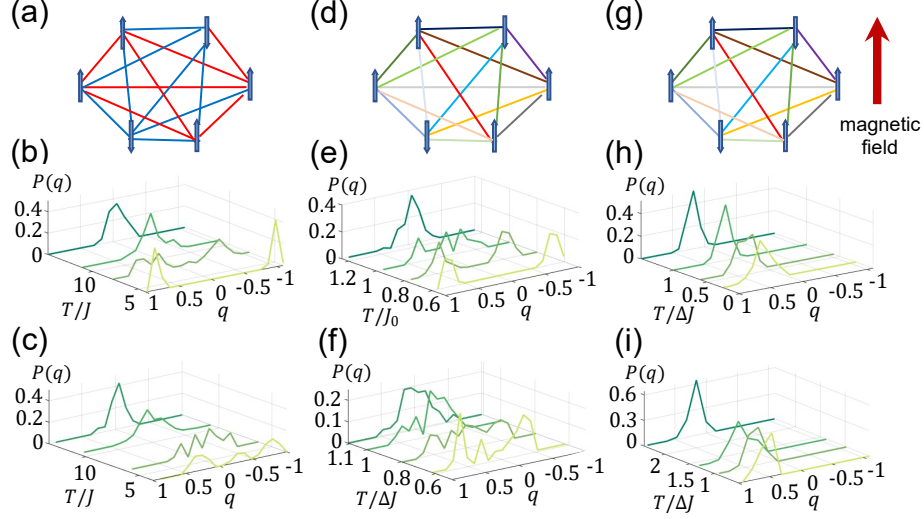 (a)
(d)
(g)
magnetic
field
(b)
P(q)
0.4
0.2
0
10
5
T/J
1
0.5
0
-0.5
-1
q
(e)
P(q)
0.4
0.2
0
1.2
1
0.8
0.6
T/J₀
1
0.5
0
-0.5
-1
q
(h)
P(q)
0.4
0.2
0
1
0.5
0
T/ΔJ
1
0.5
0
-0.5
-1
q
(c)
P(q)
0.4
0.2
0
10
5
T/J
1
0.5
0
-0.5
-1
q
(f)
P(q)
0.2
0.1
0
1.1
1
0.8
0.6
T/ΔJ
1
0.5
0
-0.5
-1
q
(i)
P(q)
0.6
0.3
0
2
1.5
1
T/ΔJ
1
0.5
0
-0.5
-1
q